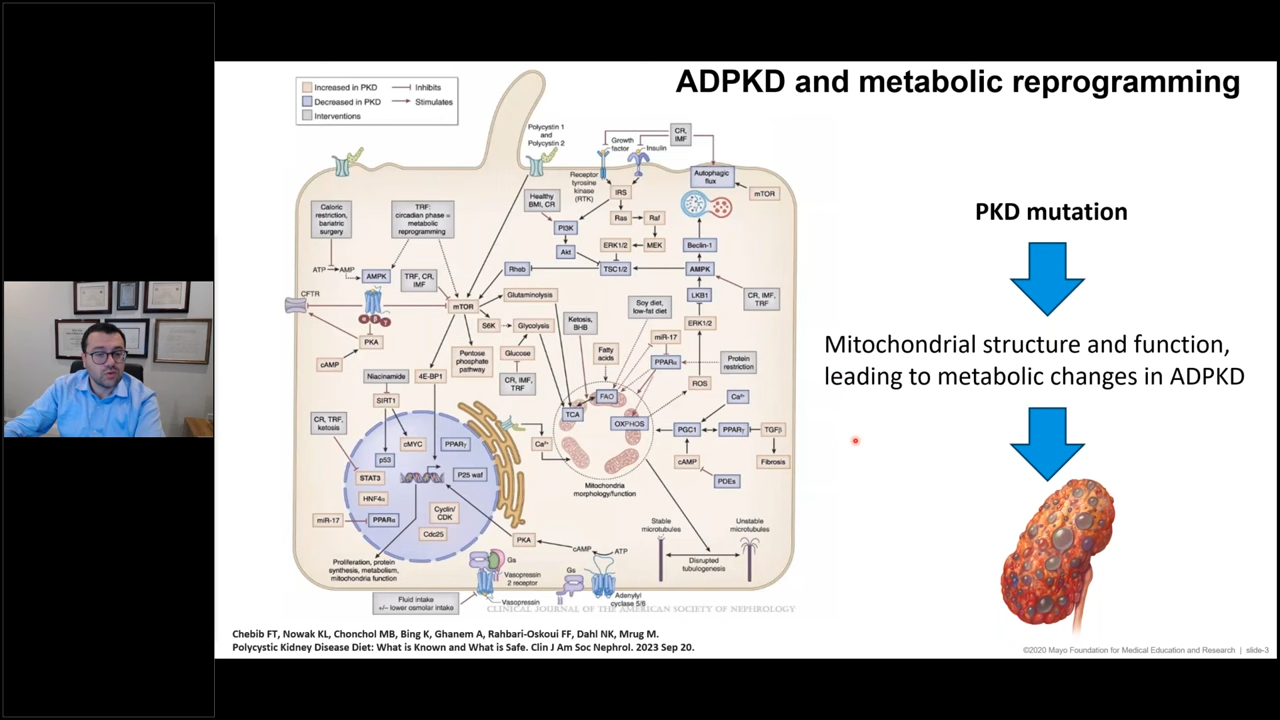 ADPKD and metabolic reprogramming
Increased in PKD
Inhibits
Decreased in PKD
Stimulates
Interventions
Polycystin 1
and
Polycystin 2
Growth
factor
Insulin
CR,
IMF
Receptor
tyrosine
kinase
(RTK)
Autophagic
flux
mTOR
IRS
Healthy
BMI, CR
Ras
Raf
PI3K
ERK1/2
MEK
Beclin-1
Akt
Caloric
restriction,
bariatric
surgery
TRF:
circadian phase =
metabolic
reprogramming
ATP
AMP
AMPK
TRF, CR,
IMF
Rheb
TSC1/2
AMPK
CFTR
mTOR
Glutaminolysis
LKB1
CR, IMF,
TRF
Soy diet,
low-fat diet
S6K
Glycolysis
Ketosis,
BHB
ERK1/2
miR-17
PKA
cAMP
Pentose
phosphate
pathway
Glucose
Fatty
acids
PPARα
Protein
restriction
Niacinamide
4E-BP1
CR, IMF,
TRF
ROS
SIRT1
FAO
Ca²⁺
CR, TRF,
ketosis
TCA
OXPHOS
PGC1
PPARγ
TGFβ
cMYC
PPARγ
Ca²⁺
p53
cAMP
Fibrosis
STAT3
P25 waf
PDEs
HNF4α
Mitochondria
morphology/function
miR-17
PPARα
Cyclin/
CDK
Cdc25
Stable
microtubules
Unstable
microtubules
PKA
cAMP
ATP
Disrupted
tubulogenesis
Proliferation, protein
synthesis, metabolism,
mitochondria function
Gs
Vasopressin
2 receptor
Gs
Fluid intake
+/− lower osmolar intake
Vasopressin
Adenylyl
cyclase 5/6
CLINICAL JOURNAL OF THE AMERICAN SOCIETY OF NEPHROLOGY
PKD mutation
Mitochondrial structure and function,
leading to metabolic changes in ADPKD
Chebib FT, Nowak KL, Chonchol MB, Bing K, Ghanem A, Rahbari-Oskoui FF, Dahl NK, Mrug M.
Polycystic Kidney Disease Diet: What is Known and What is Safe. Clin J Am Soc Nephrol. 2023 Sep 20.
©2020 Mayo Foundation for Medical Education and Research | slide-3